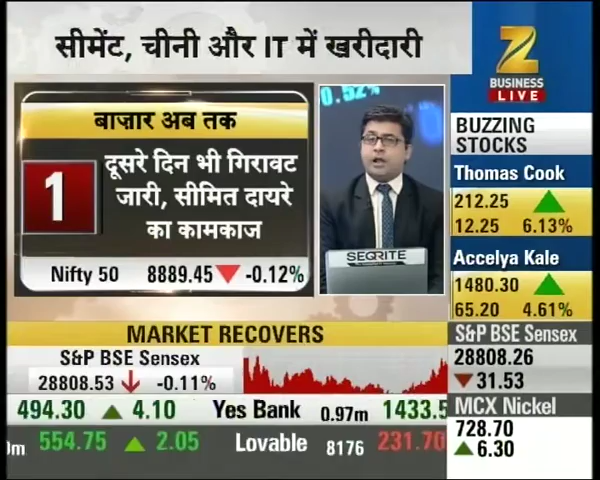 सीमेंट, चीनी और IT में खरीदारी
Z
BUSINESS
LIVE
बाज़ार अब तक
1
दूसरे दिन भी गिरावट
जारी, सीमित दायरे
का कामकाज
Nifty 50 8889.45 -0.12%
0.52%
SEQRITE
BUZZING
STOCKS
Thomas Cook
212.25
12.25 6.13%
Accelya Kale
1480.30
65.20 4.61%
MARKET RECOVERS
S&P BSE Sensex
28808.53 -0.11%
S&P BSE Sensex
28808.26
31.53
MCX Nickel
728.70
6.30
494.30 4.10 Yes Bank 0.97m 1433.5
m 554.75 2.05 Lovable 8176 231.70